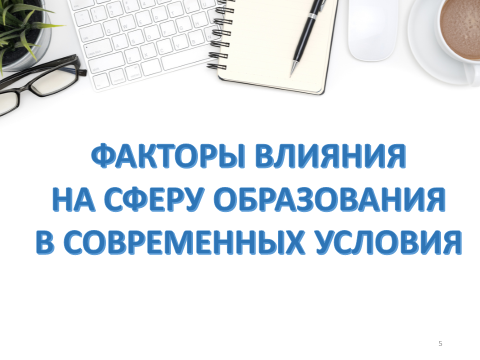 ФАКТОРЫ ВЛИЯНИЯ
НА СФЕРУ ОБРАЗОВАНИЯ
В СОВРЕМЕННЫХ УСЛОВИЯ
5